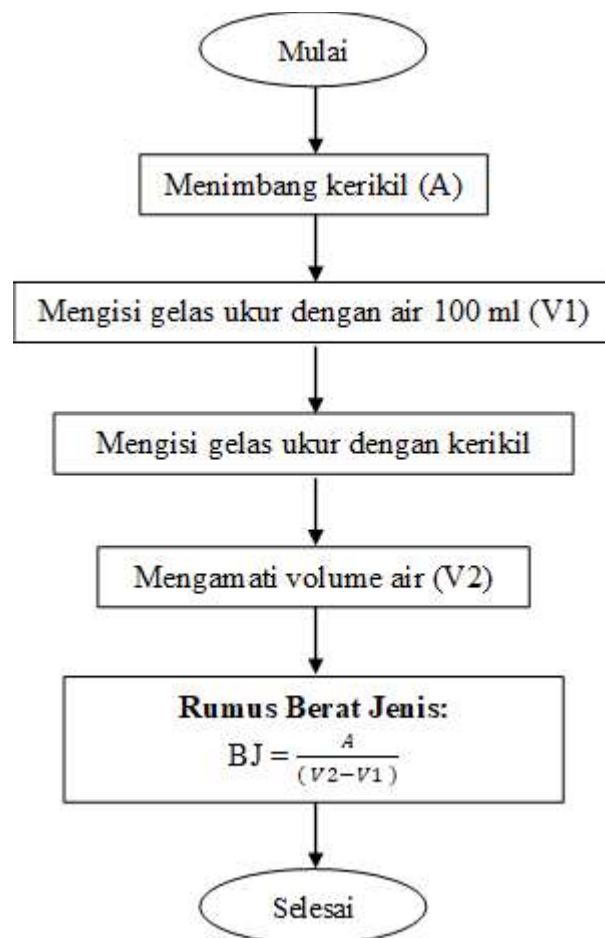 Mulai
Menimbang kerikil (A)
Mengisi gelas ukur dengan air 100 ml (V1)
Mengisi gelas ukur dengan kerikil
Mengamati volume air (V2)
Rumus Berat Jenis:
BJ = A / (V2−V1)
Selesai